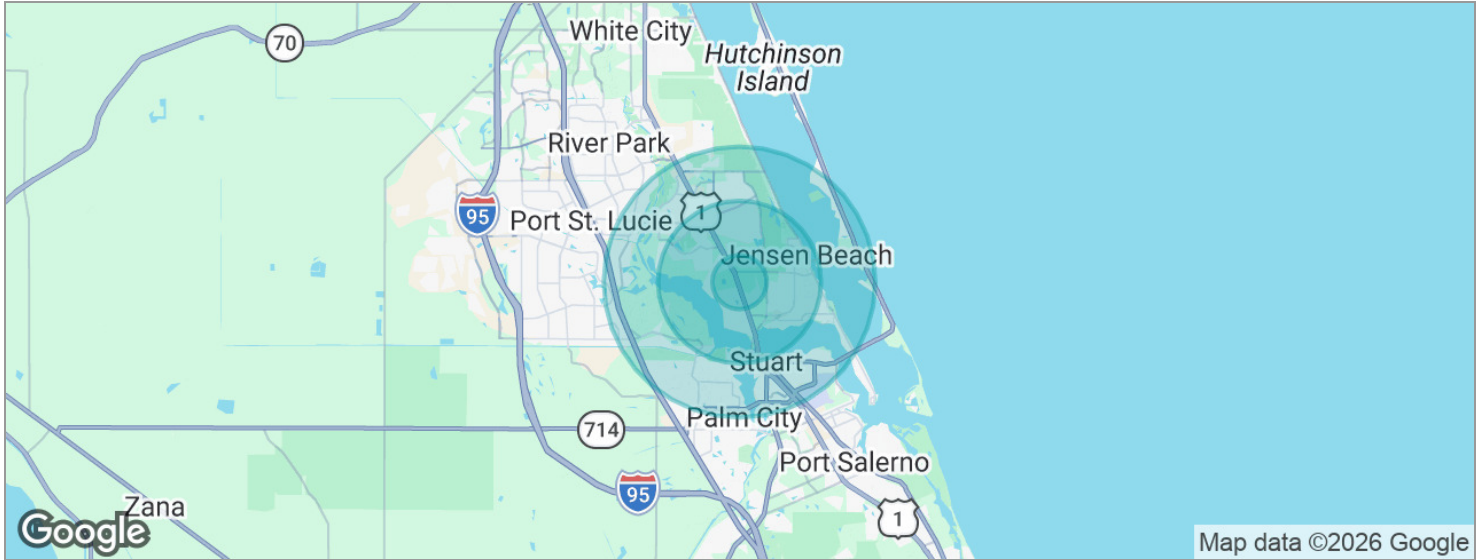 White City
70
Hutchinson
Island
River Park
95
1
Port St. Lucie
Jensen Beach
Stuart
Palm City
714
Port Salerno
95
Zana
1
Google
Map data ©2026 Google